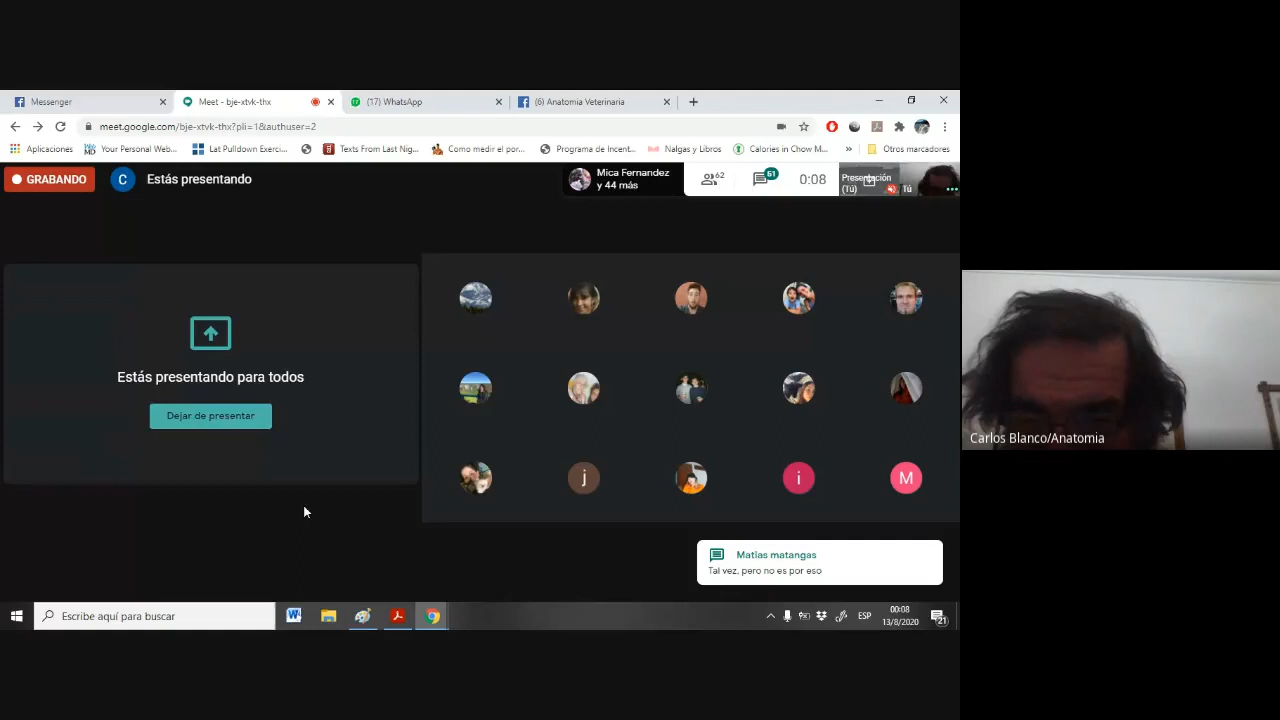 Messenger
Meet - bje-xtvk-thx
(17) WhatsApp
(6) Anatomia Veterinaria
meet.google.com/bje-xtvk-thx?pli=1&authuser=2
Aplicaciones
Your Personal Web...
Lat Pulldown Exerci...
Texts From Last Nig...
Como medir el por...
Programa de Incent...
Nalgas y Libros
Calories in Chow M...
»
Otros marcadores
GRABANDO
C
Estás presentando
Mica Fernandez
y 44 más
62
61
0:08
Presentación
(Tú)
Tú
Estás presentando para todos
Dejar de presentar
j
i
M
Matias matangas
Tal vez, pero no es por eso
Carlos Blanco/Anatomia
Escribe aquí para buscar
ESP
00:08
13/8/2020
21